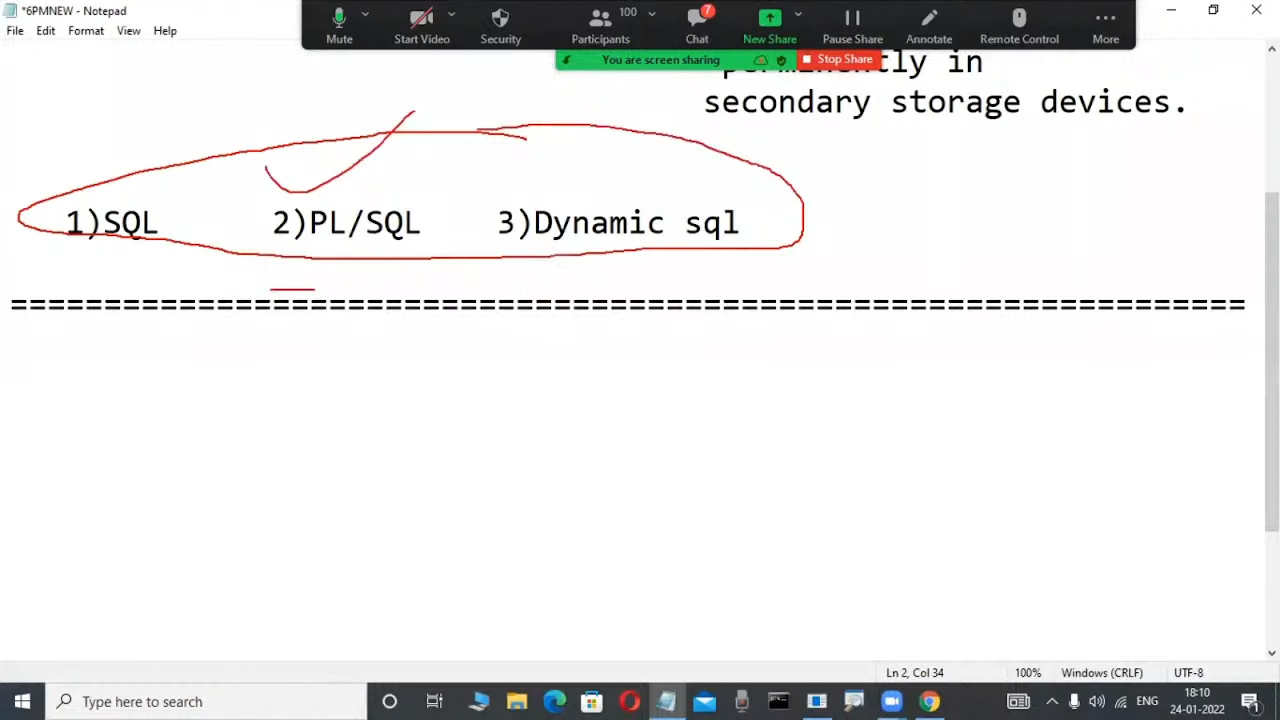 *6PMNEW - Notepad
File Edit Format View Help
Mute Start Video Security Participants 100 Chat 7 New Share Pause Share Annotate Remote Control More
You are screen sharing Stop Share
in
secondary storage devices.
1)SQL 2)PL/SQL 3)Dynamic sql
==================================================================
Ln 2, Col 34 100% Windows (CRLF) UTF-8
Type here to search
ENG 18:10
24-01-2022 1